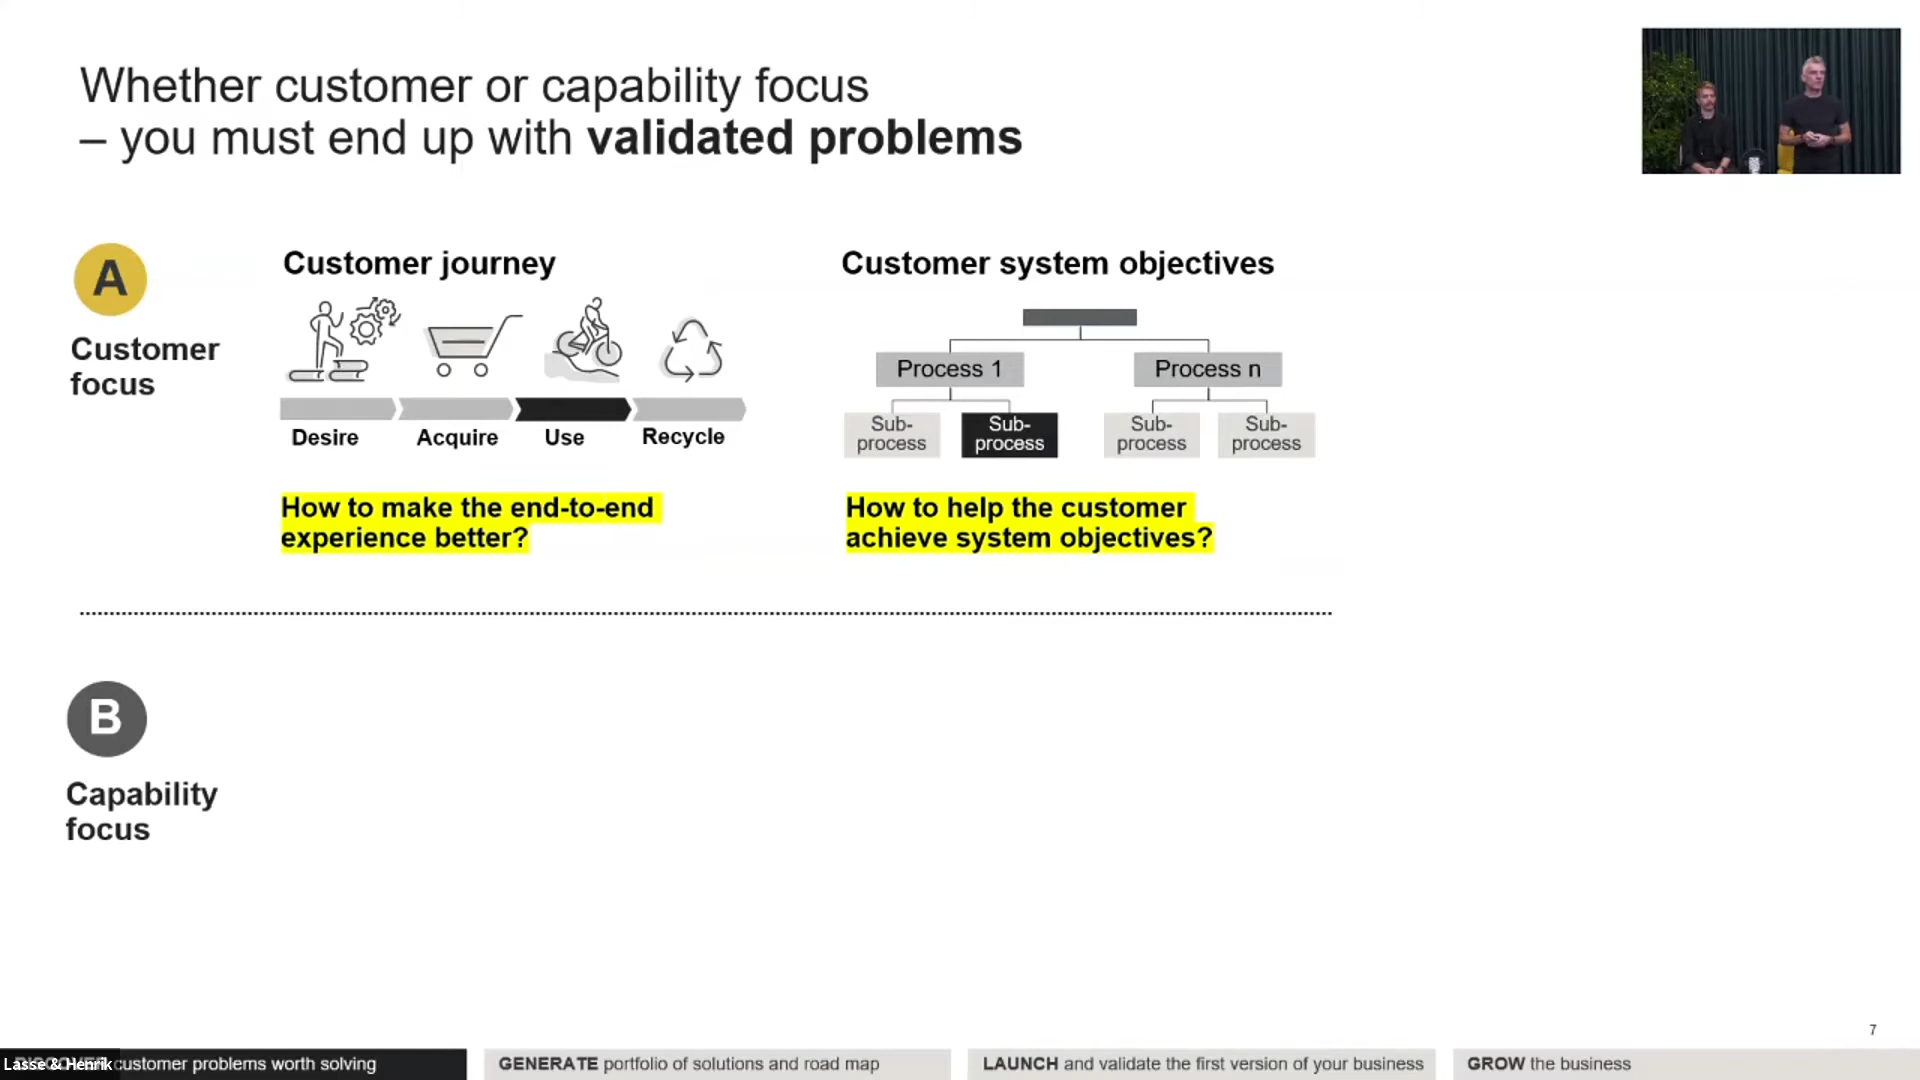 Whether customer or capability focus
– you must end up with validated problems
A
Customer
focus
Customer journey
Desire
Acquire
Use
Recycle
How to make the end-to-end
experience better?
Customer system objectives
Process 1
Process n
Sub-
process
Sub-
process
Sub-
process
Sub-
process
How to help the customer
achieve system objectives?
B
Capability
focus
7
Lasse & Henrik
customer problems worth solving
GENERATE portfolio of solutions and road map
LAUNCH and validate the first version of your business
GROW the business